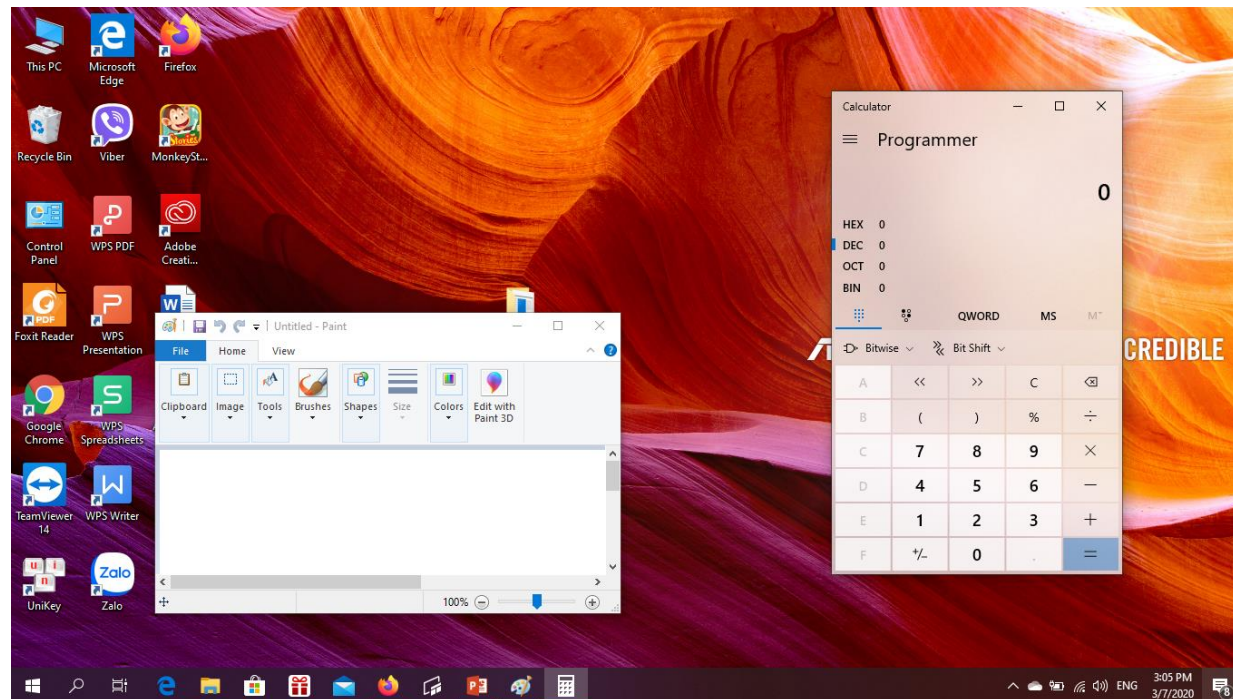 This PC
Microsoft Edge
Firefox
Recycle Bin
Viber
MonkeySt...
Control Panel
WPS PDF
Adobe Creati...
Foxit Reader
WPS Presentation
Google Chrome
WPS Spreadsheets
TeamViewer 14
WPS Writer
UniKey
Zalo
Untitled - Paint
File Home View
Clipboard Image Tools Brushes Shapes Size Colors Edit with Paint 3D
100%
Calculator
Programmer
0
HEX 0
DEC 0
OCT 0
BIN 0
QWORD MS M˅
Bitwise Bit Shift
A << >> C
B ( ) % ÷
C 7 8 9 ×
D 4 5 6 −
E 1 2 3 +
F +/− 0 . =
CREDIBLE
ENG
3:05 PM
3/7/2020
8